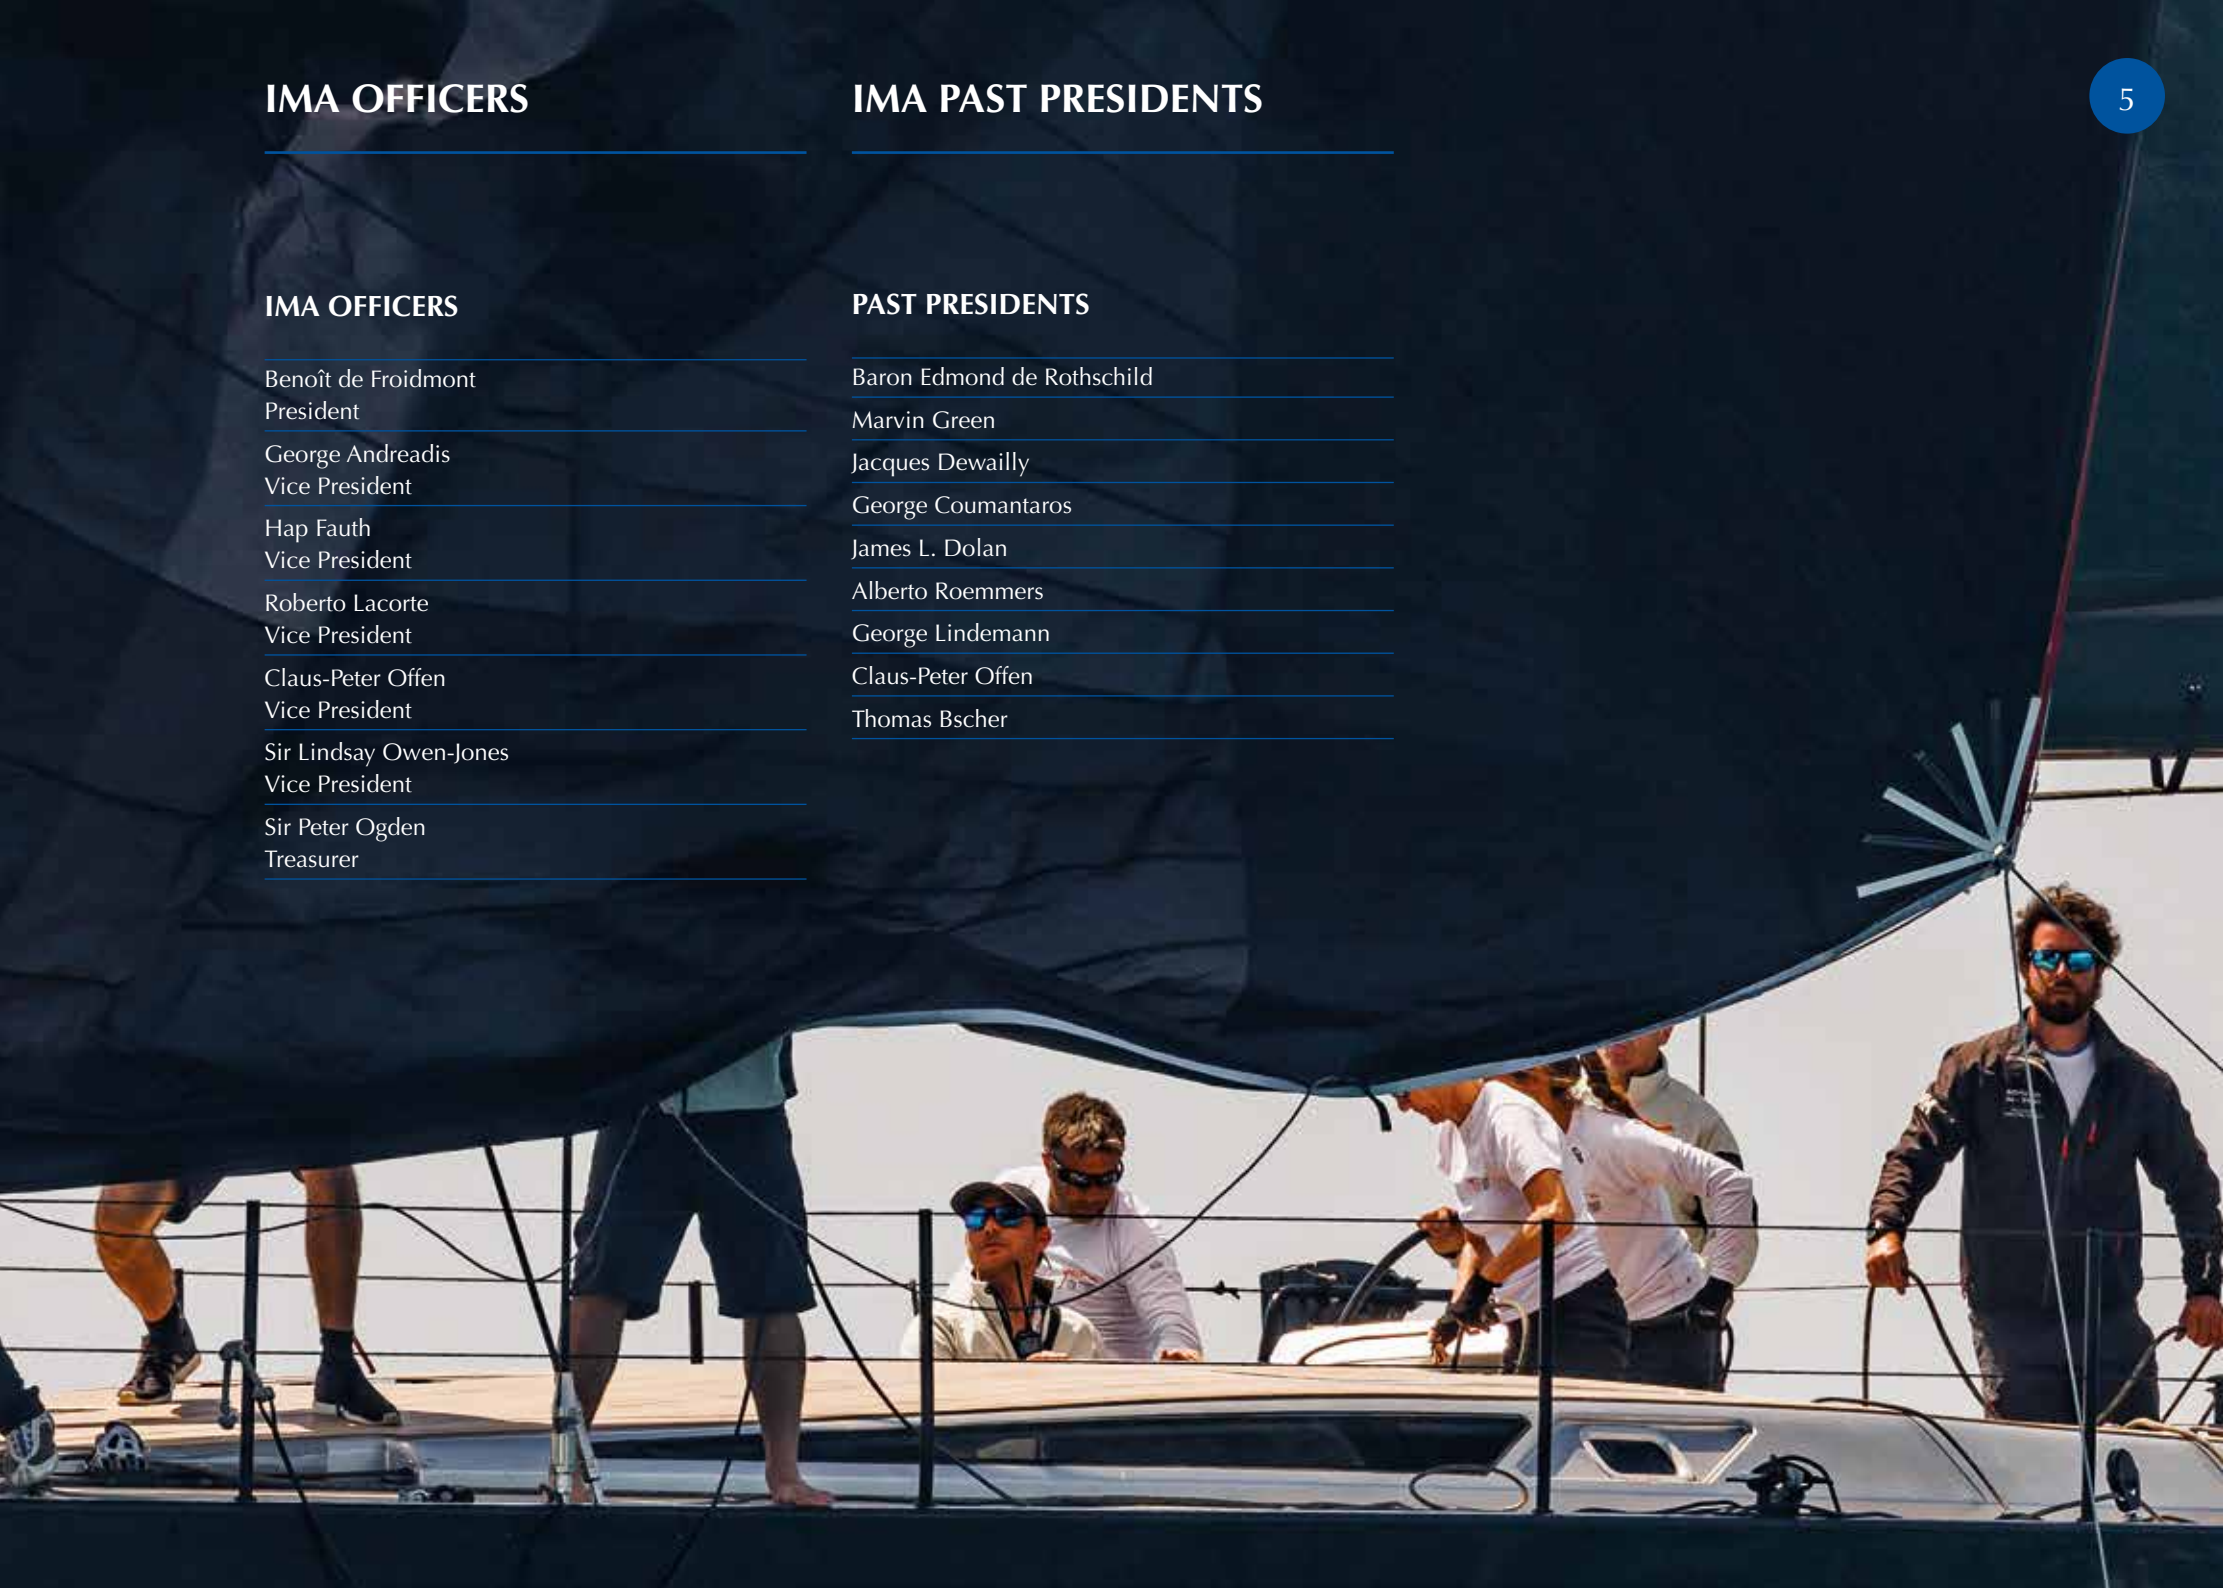 IMA OFFICERS
IMA OFFICERS
Benoît de Froidmont
President
George Andreadis
Vice President
Hap Fauth
Vice President
Roberto Lacorte
Vice President
Claus-Peter Offen
Vice President
Sir Lindsay Owen-Jones
Vice President
Sir Peter Ogden
Treasurer
IMA PAST PRESIDENTS
PAST PRESIDENTS
Baron Edmond de Rothschild
Marvin Green
Jacques Dewailly
George Coumantaros
James L. Dolan
Alberto Roemmers
George Lindemann
Claus-Peter Offen
Thomas Bscher
5